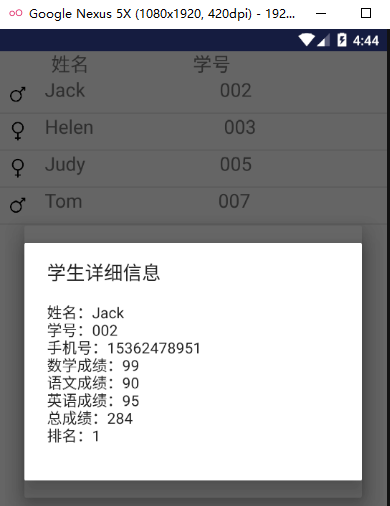 Google Nexus 5X (1080x1920, 420dpi) - 192...
4:44
姓名 学号
Jack 002
Helen 003
Judy 005
Tom 007
学生详细信息
姓名：Jack
学号：002
手机号：15362478951
数学成绩：99
语文成绩：90
英语成绩：95
总成绩：284
排名：1